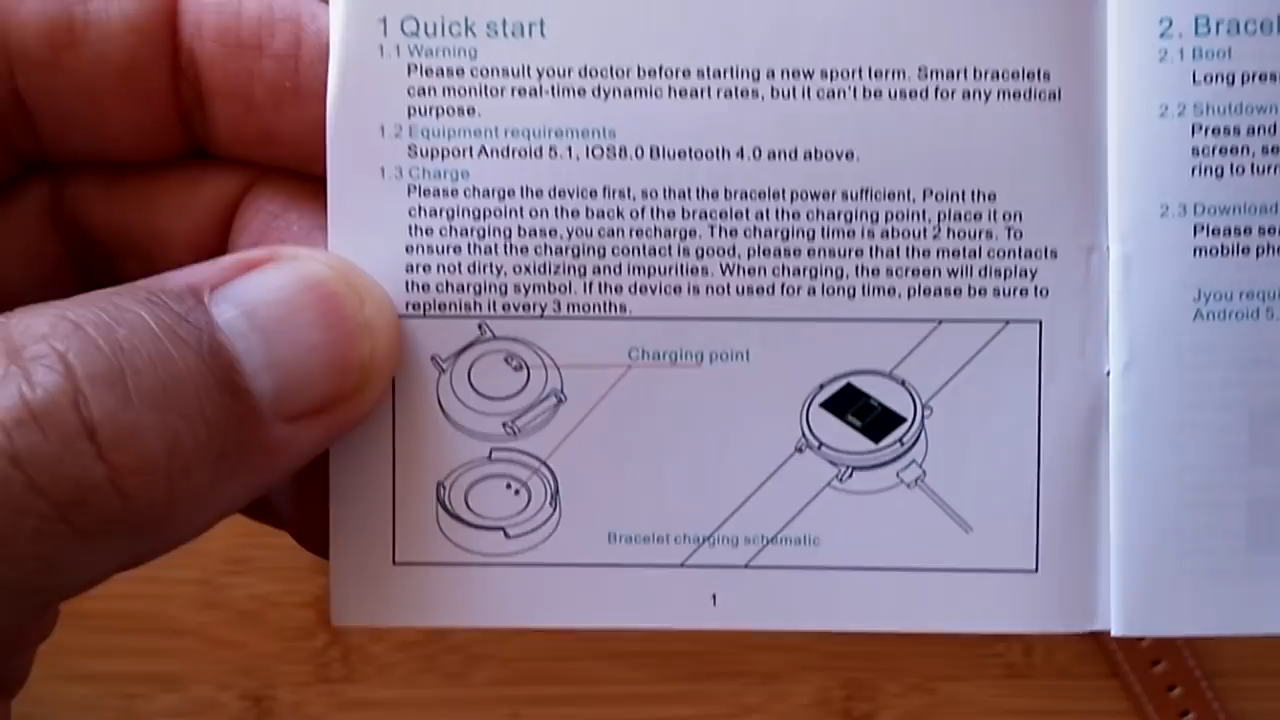 1 Quick start
1.1 Warning
Please consult your doctor before starting a new sport term. Smart bracelets
can monitor real-time dynamic heart rates, but it can't be used for any medical
purpose.
1.2 Equipment requirements
Support Android 5.1, IOS8.0 Bluetooth 4.0 and above.
1.3 Charge
Please charge the device first, so that the bracelet power sufficient, Point the
chargingpoint on the back of the bracelet at the charging point, place it on
the charging base, you can recharge. The charging time is about 2 hours. To
ensure that the charging contact is good, please ensure that the metal contacts
are not dirty, oxidizing and impurities. When charging, the screen will display
the charging symbol. If the device is not used for a long time, please be sure to
replenish it every 3 months.
Charging point
Bracelet charging schematic
1
2. Bracel
2.1 Boot
Long pres
2.2 Shutdown
Press and
screen, se
ring to turn
2.3 Download
Please se
mobile pho
Jyou requi
Android 5.